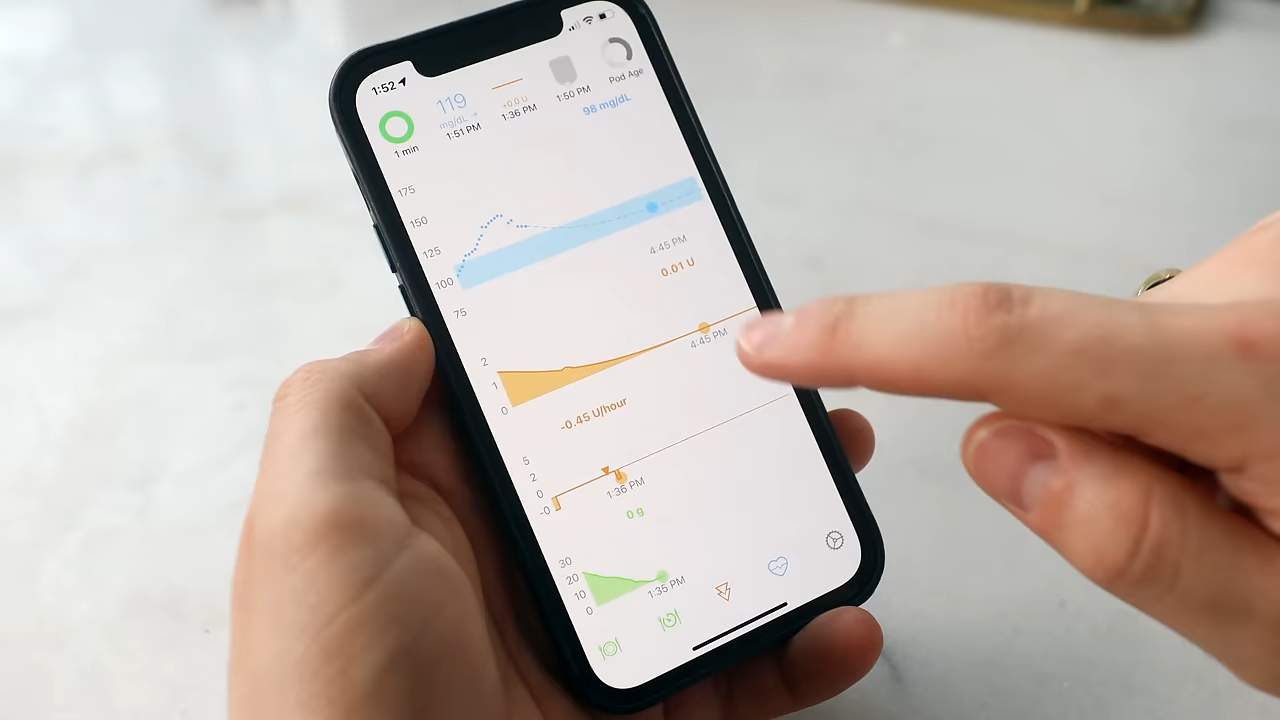 1:52
119
mg/dL →
1:51 PM
+0.0 U
1:36 PM
1:50 PM
Pod Age
1 min
98 mg/dL
175
150
125
100
75
4:45 PM
0.01 U
2
1
0
4:45 PM
-0.45 U/hour
5
2
0
-0
1:36 PM
0 g
30
20
10
0
1:35 PM